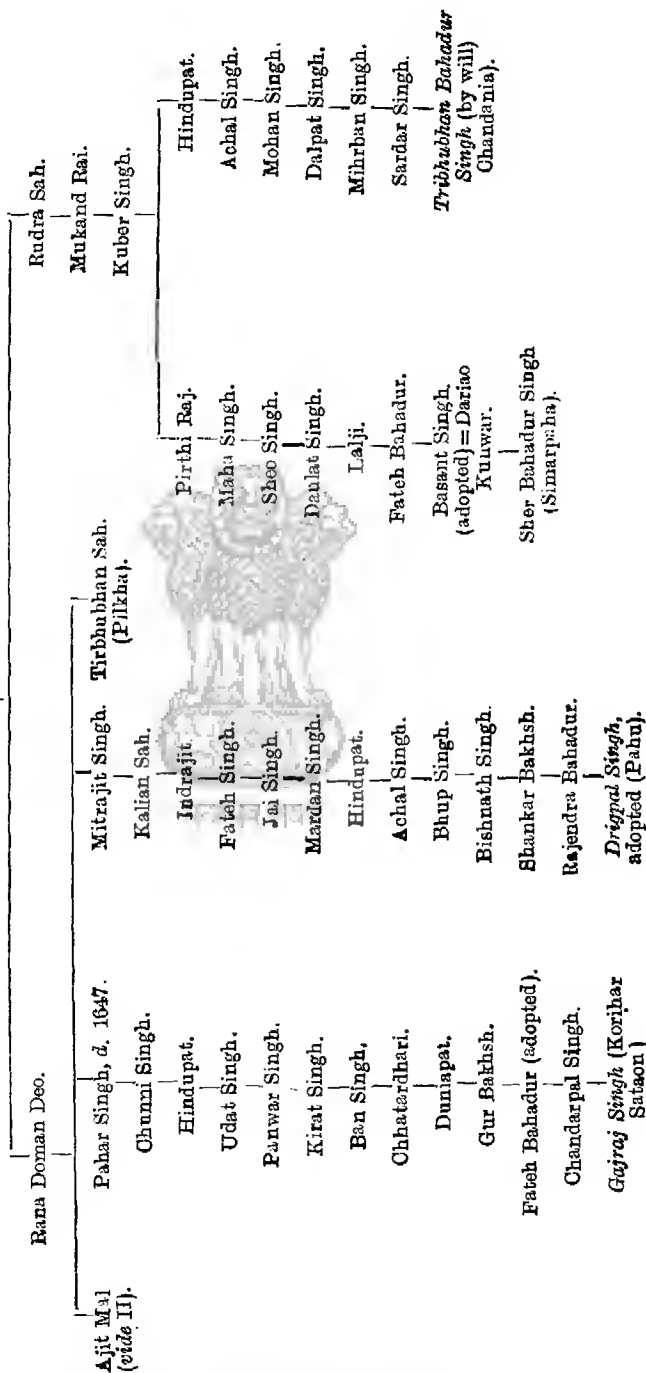 Rana Doman Deo.
Rudra Sah.
Mukand Rai.
Kuber Singh.
Ajit Mal
(vide II).
Pahar Singh, d. 1647.
Chunni Singh.
Hindupat.
Udat Singh.
Panwar Singh.
Kirat Singh.
Ban Singh.
Chhatardhari.
Duniapat.
Gur Bakhsh.
Fateh Bahadur (adopted).
Chandarpal Singh.
Gajraj Singh (Korihar
Sataon)
Mitrajit Singh.
Kalian Sah.
Indrajit.
Fateh Singh.
Jai Singh.
Mardan Singh.
Hindupat.
Achal Singh.
Bhup Singh.
Bishnath Singh.
Shankar Bakhsh.
Rajendra Bahadur.
Drigpal Singh,
adopted (Pahu).
Tirbhubhan Sah.
(Pilkha).
Pirthi Raj.
Maha Singh.
Sheo Singh.
Daulat Singh.
Lalji.
Fateh Bahadur.
Basant Singh.
(adopted)=Dariao
Kunwar.
Sher Bahadur Singh
(Simarpaha).
Hindupat.
Achal Singh.
Mohan Singh.
Dalpat Singh.
Mihrban Singh.
Sardar Singh.
Tribhubhan Bahadur
Singh (by will)
Chandania).